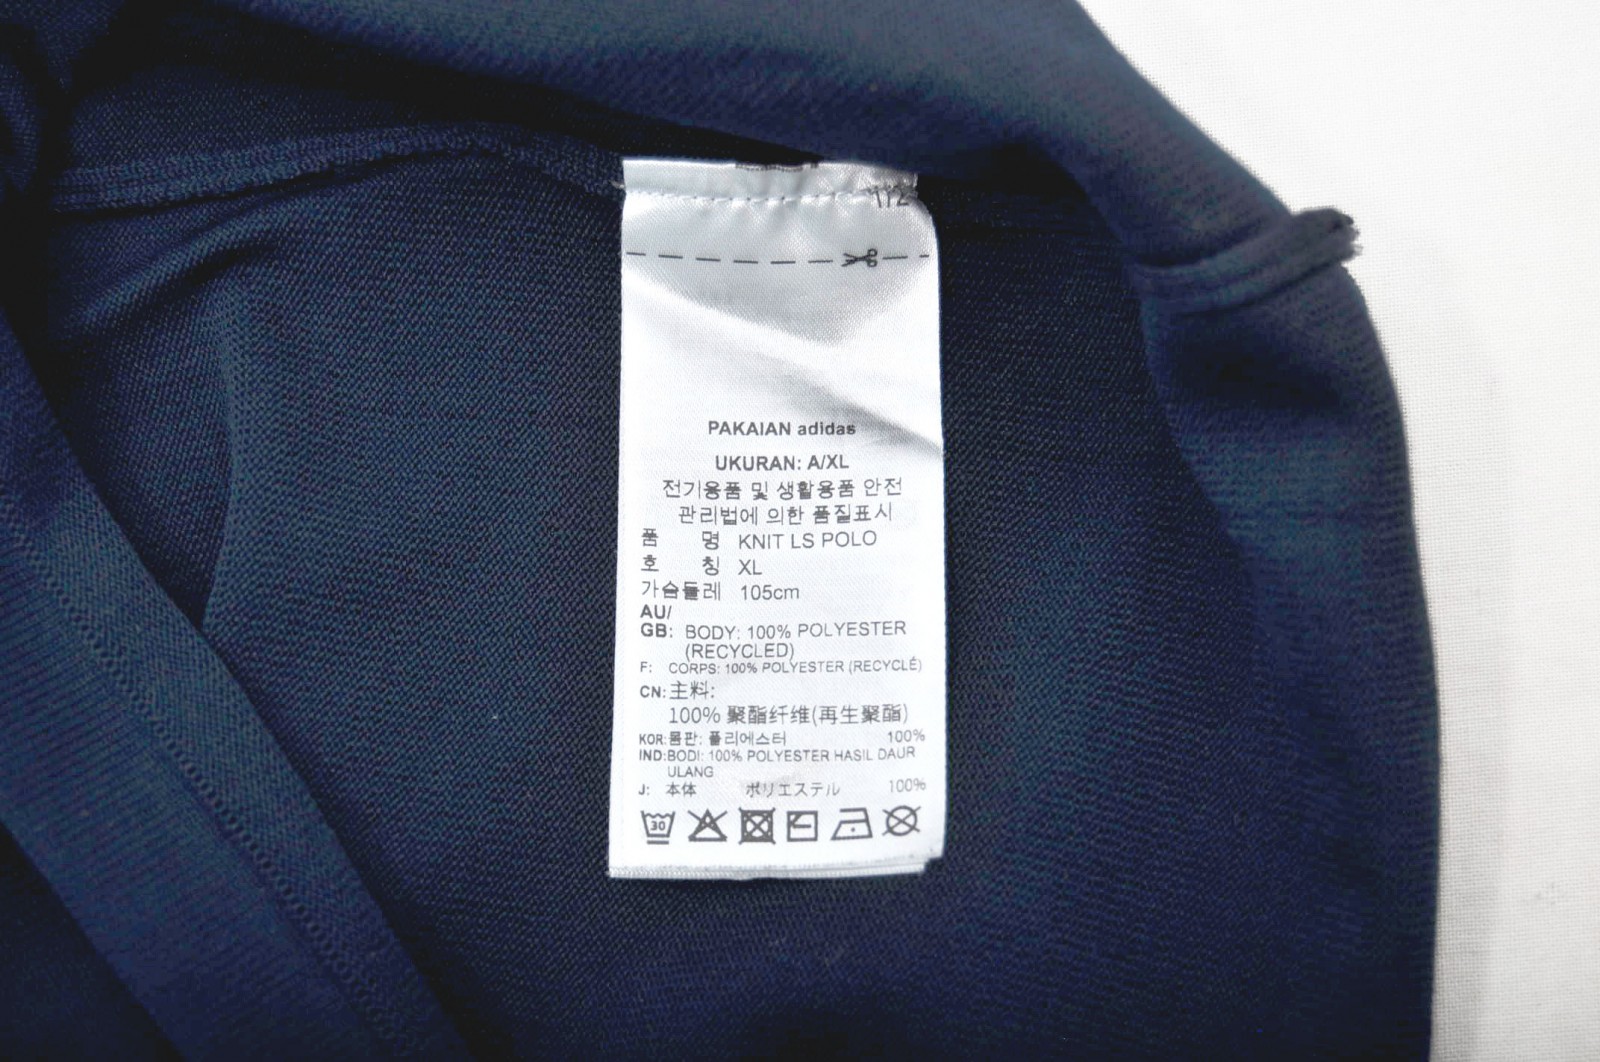 PAKAIAN adidas
UKURAN: A/XL
전기용품 및 생활용품 안전
관리법에 의한 품질표시
품 명 KNIT LS POLO
호 칭 XL
가슴둘레 105cm
AU/
GB: BODY: 100% POLYESTER
(RECYCLED)
F: CORPS: 100% POLYESTER (RECYCLÉ)
CN: 主料:
100% 聚酯纤维(再生聚酯)
KOR: 몸판: 폴리에스터 100%
IND: BODI: 100% POLYESTER HASIL DAUR
ULANG
J: 本体 ポリエステル 100%
30